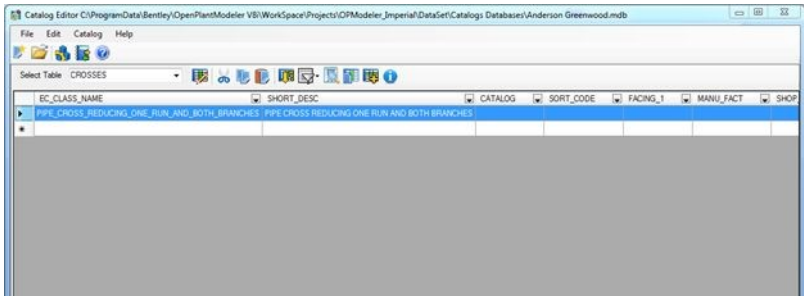 Catalog Editor C:\ProgramData\Bentley\OpenPlantModeler V8i\WorkSpace\Projects\OPModeler_Imperial\DataSet\Catalogs Databases\Anderson Greenwood.mdb
File Edit Catalog Help
Select Table CROSSES
EC_CLASS_NAME SHORT_DESC CATALOG SORT_CODE FACING_1 MANU_FACT SHOP
PIPE_CROSS_REDUCING_ONE_RUN_AND_BOTH_BRANCHES PIPE CROSS REDUCING ONE RUN AND BOTH BRANCHES